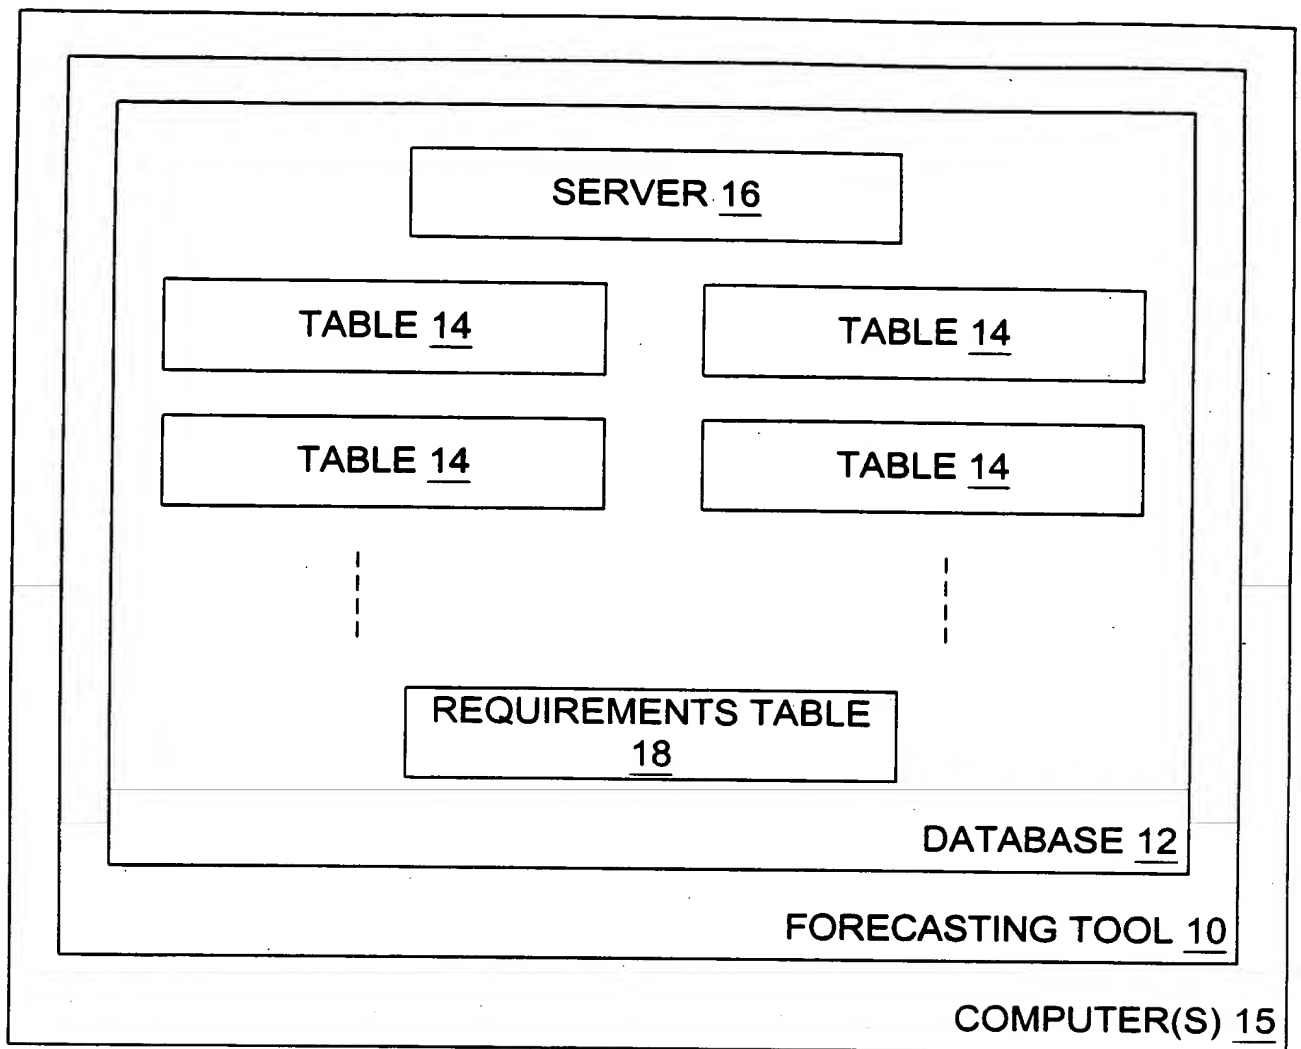 SERVER 16
TABLE 14
TABLE 14
TABLE 14
TABLE 14
REQUIREMENTS TABLE
18
DATABASE 12
FORECASTING TOOL 10
COMPUTER(S) 15